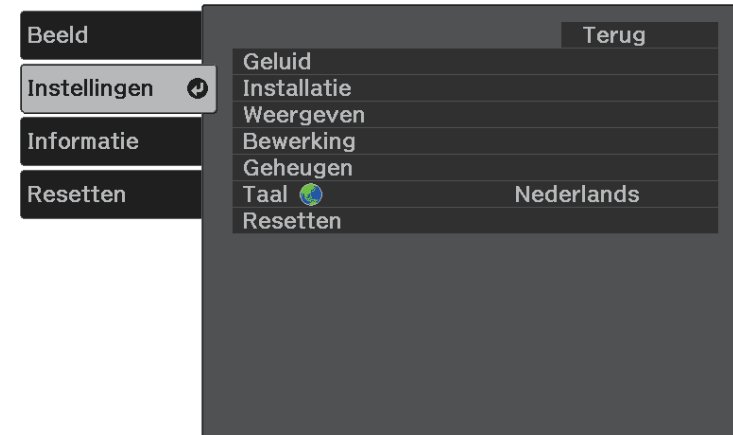 Beeld
Instellingen
Informatie
Resetten
Terug
Geluid
Installatie
Weergeven
Bewerking
Geheugen
Taal Nederlands
Resetten